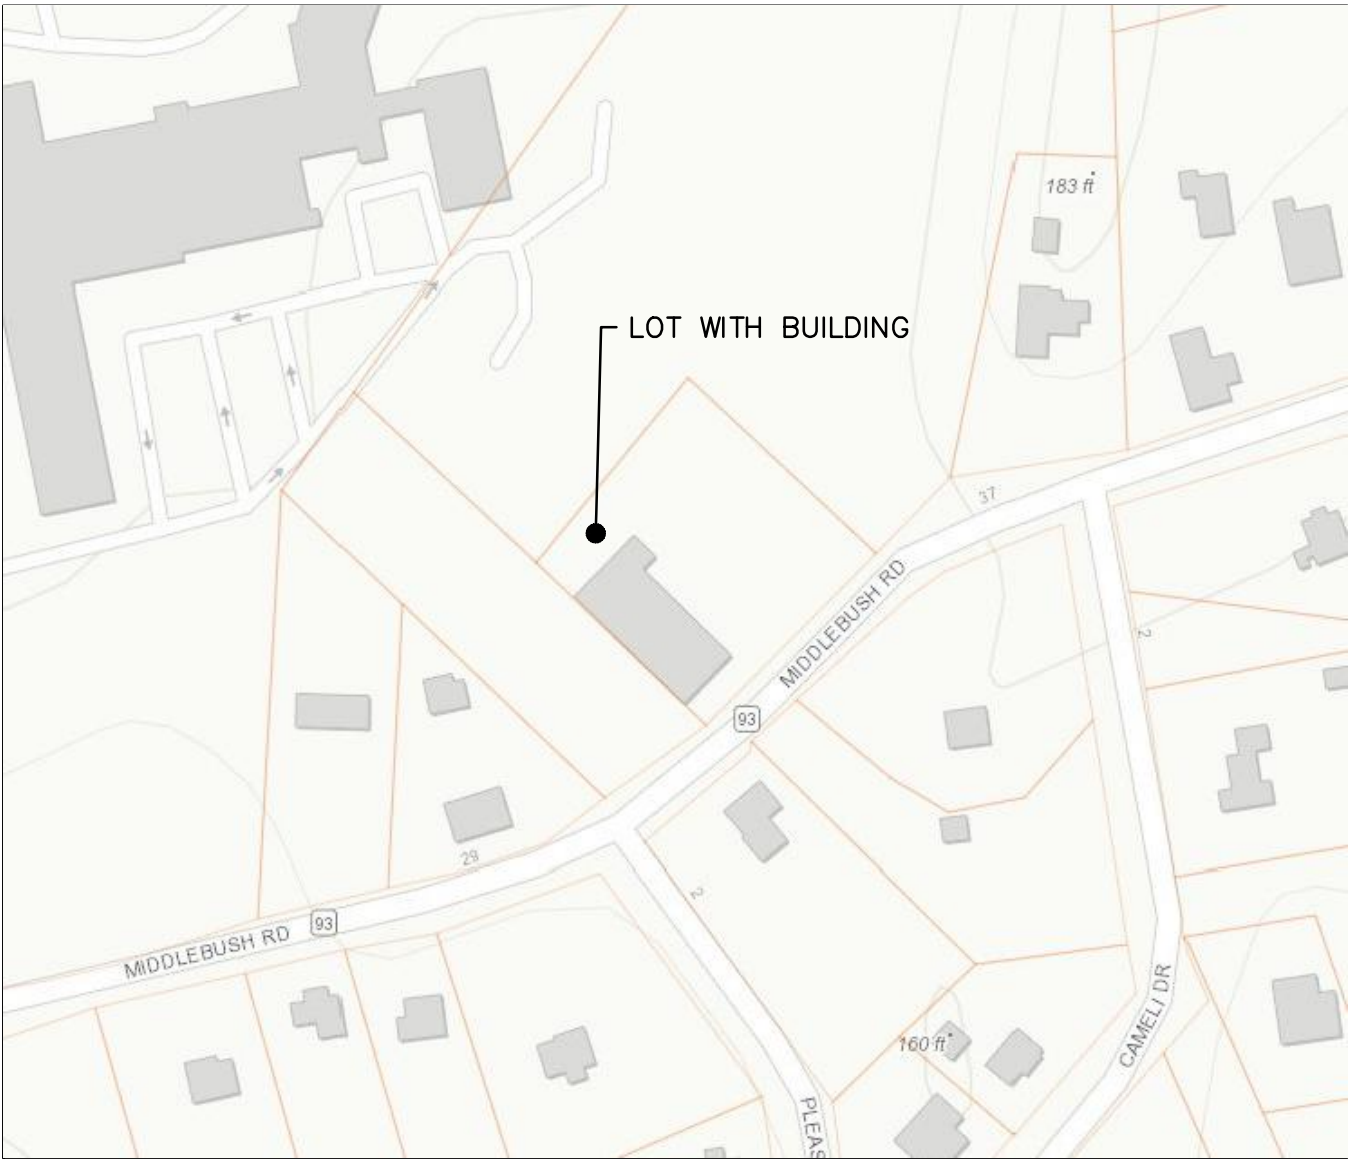 183 ft
LOT WITH BUILDING
37
MIDDLEBUSH RD
2
93
29
2
93
MIDDLEBUSH RD
CAMELI DR
160 ft
PLEAS